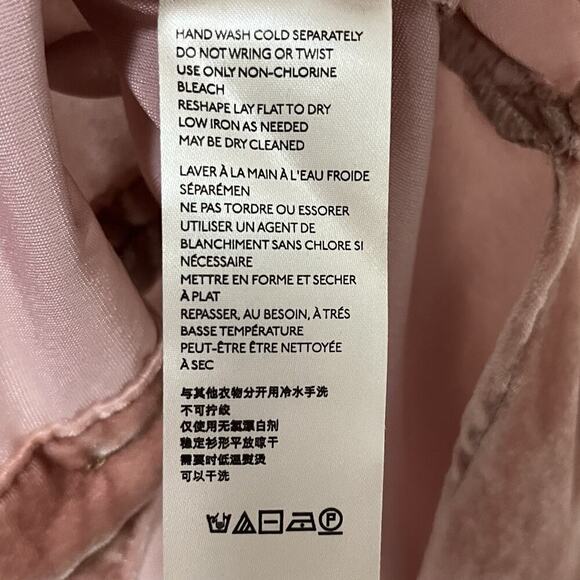 HAND WASH COLD SEPARATELY
DO NOT WRING OR TWIST
USE ONLY NON-CHLORINE
BLEACH
RESHAPE LAY FLAT TO DRY
LOW IRON AS NEEDED
MAY BE DRY CLEANED
LAVER À LA MAIN À L'EAU FROIDE
SÉPARÉMEN
NE PAS TORDRE OU ESSORER
UTILISER UN AGENT DE
BLANCHIMENT SANS CHLORE SI
NÉCESSAIRE
METTRE EN FORME ET SECHER
À PLAT
REPASSER, AU BESOIN, À TRÉS
BASSE TEMPÉRATURE
PEUT-ÊTRE ÊTRE NETTOYÉE
À SEC
与其他衣物分开用冷水手洗
不可拧绞
仅使用无氯漂白剂
稳定衫形平放晾干
需要时低温熨烫
可以干洗
P